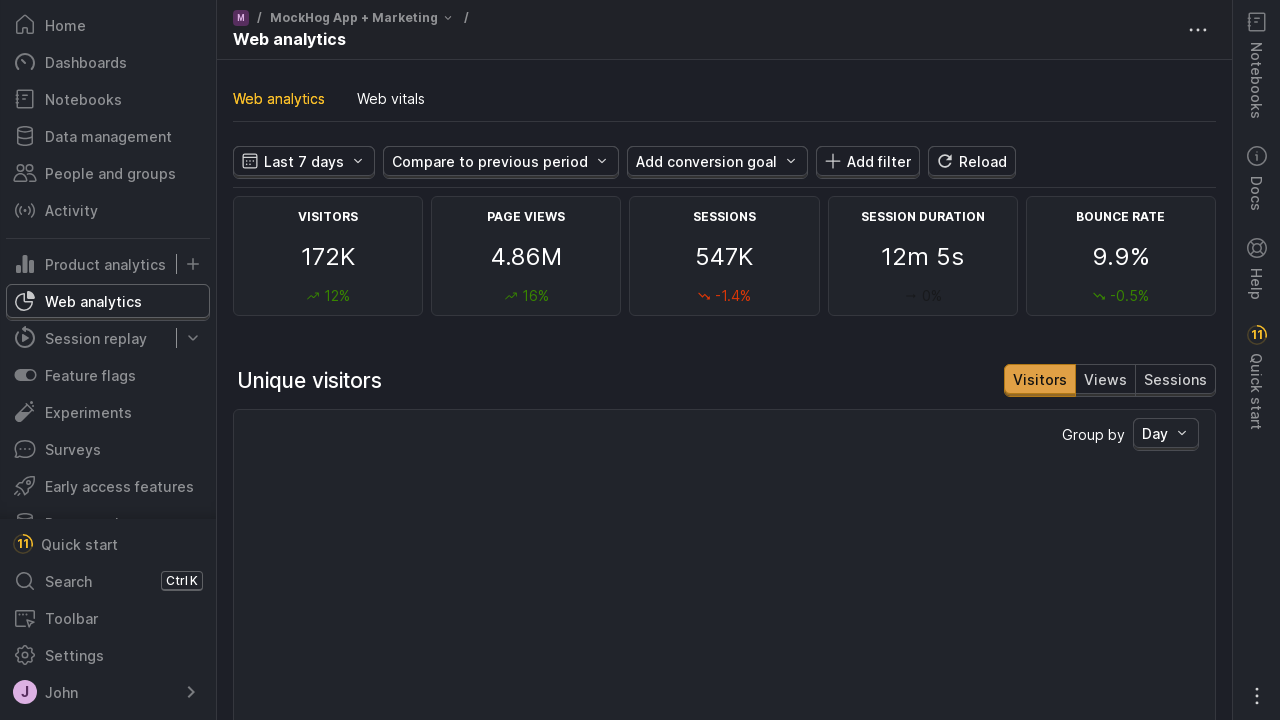 Home
Dashboards
Notebooks
Data management
People and groups
Activity
Product analytics
Web analytics
Session replay
Feature flags
Experiments
Surveys
Early access features
11 Quick start
Search Ctrl K
Toolbar
Settings
J John
M / MockHog App + Marketing /
Web analytics
Web analytics Web vitals
Last 7 days Compare to previous period Add conversion goal Add filter Reload
VISITORS PAGE VIEWS SESSIONS SESSION DURATION BOUNCE RATE
172K 4.86M 547K 12m 5s 9.9%
12% 16% -1.4% 0% -0.5%
Unique visitors Visitors Views Sessions
Group by Day
Notebooks
Docs
Help
11 Quick start